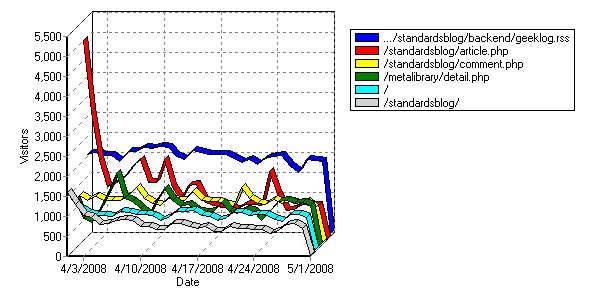 5,500
5,000
4,500
4,000
3,500
3,000
2,500
2,000
1,500
1,000
500
0
Visitors
4/3/2008 4/10/2008 4/17/2008 4/24/2008 5/1/2008
Date
.../standardsblog/backend/geeklog.rss
/standardsblog/article.php
/standardsblog/comment.php
/metalibrary/detail.php
/
/standardsblog/